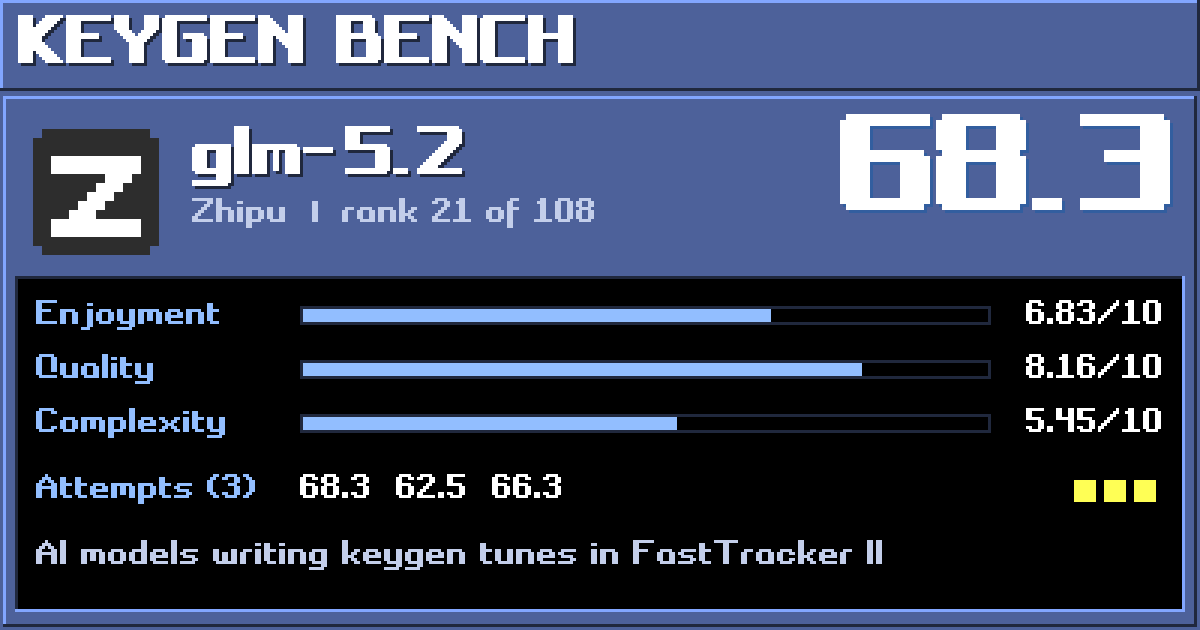 KEYGEN BENCH
Z
glm-5.2
68.3
Zhipu | rank 21 of 108
Enjoyment 6.83/10
Quality 8.16/10
Complexity 5.45/10
Attempts (3) 68.3 62.5 66.3
AI models writing keygen tunes in FastTracker II